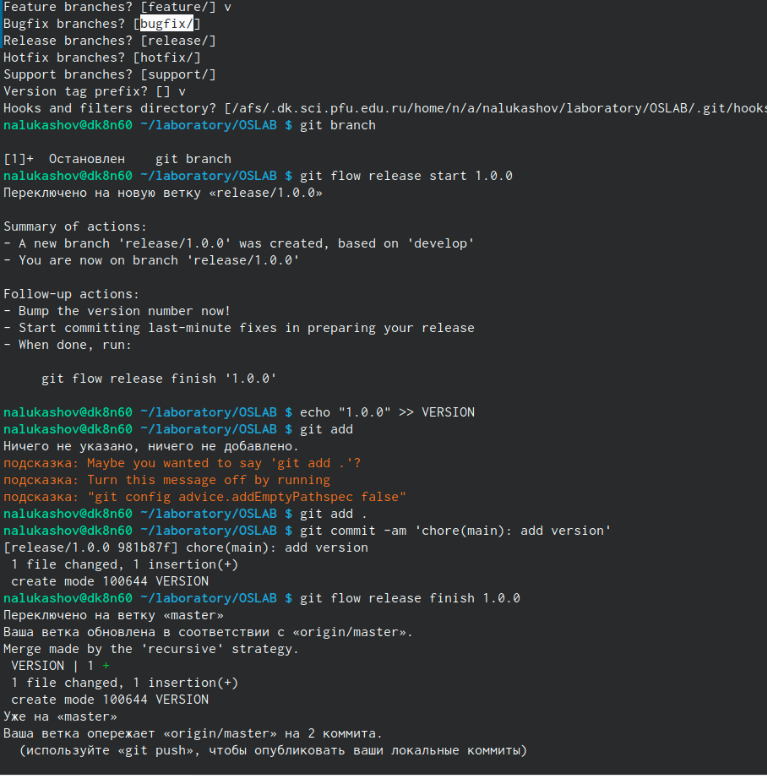 Feature branches? [feature/] v
Bugfix branches? [bugfix/]
Release branches? [release/]
Hotfix branches? [hotfix/]
Support branches? [support/]
Version tag prefix? [] v
Hooks and filters directory? [/afs/.dk.sci.pfu.edu.ru/home/n/a/nalukashov/laboratory/OSLAB/.git/hooks
nalukashov@dk8n60 ~/laboratory/OSLAB $ git branch
[1]+  Остановлен    git branch
nalukashov@dk8n60 ~/laboratory/OSLAB $ git flow release start 1.0.0
Переключено на новую ветку «release/1.0.0»
Summary of actions:
- A new branch 'release/1.0.0' was created, based on 'develop'
- You are now on branch 'release/1.0.0'
Follow-up actions:
- Bump the version number now!
- Start committing last-minute fixes in preparing your release
- When done, run:
git flow release finish '1.0.0'
nalukashov@dk8n60 ~/laboratory/OSLAB $ echo "1.0.0" >> VERSION
nalukashov@dk8n60 ~/laboratory/OSLAB $ git add
Ничего не указано, ничего не добавлено.
подсказка: Maybe you wanted to say 'git add .'?
подсказка: Turn this message off by running
подсказка: "git config advice.addEmptyPathspec false"
nalukashov@dk8n60 ~/laboratory/OSLAB $ git add .
nalukashov@dk8n60 ~/laboratory/OSLAB $ git commit -am 'chore(main): add version'
[release/1.0.0 981b87f] chore(main): add version
1 file changed, 1 insertion(+)
create mode 100644 VERSION
nalukashov@dk8n60 ~/laboratory/OSLAB $ git flow release finish 1.0.0
Переключено на ветку «master»
Ваша ветка обновлена в соответствии с «origin/master».
Merge made by the 'recursive' strategy.
VERSION | 1 +
1 file changed, 1 insertion(+)
create mode 100644 VERSION
Уже на «master»
Ваша ветка опережает «origin/master» на 2 коммита.
(используйте «git push», чтобы опубликовать ваши локальные коммиты)